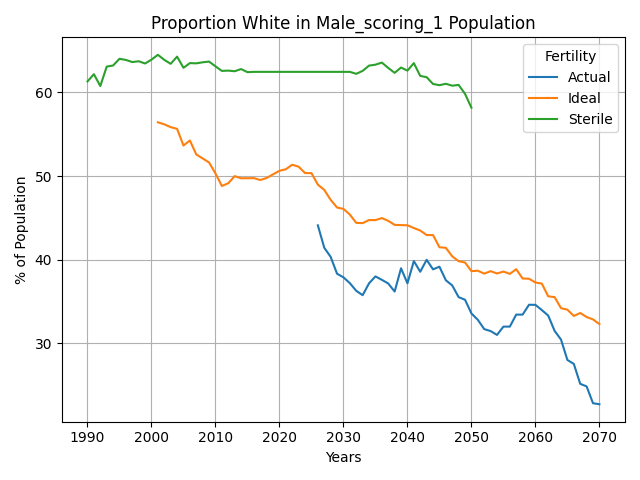 Proportion White in Male_scoring_1 Population
% of Population
60
50
40
30
Fertility
Actual
Ideal
Sterile
1990 2000 2010 2020 2030 2040 2050 2060 2070
Years